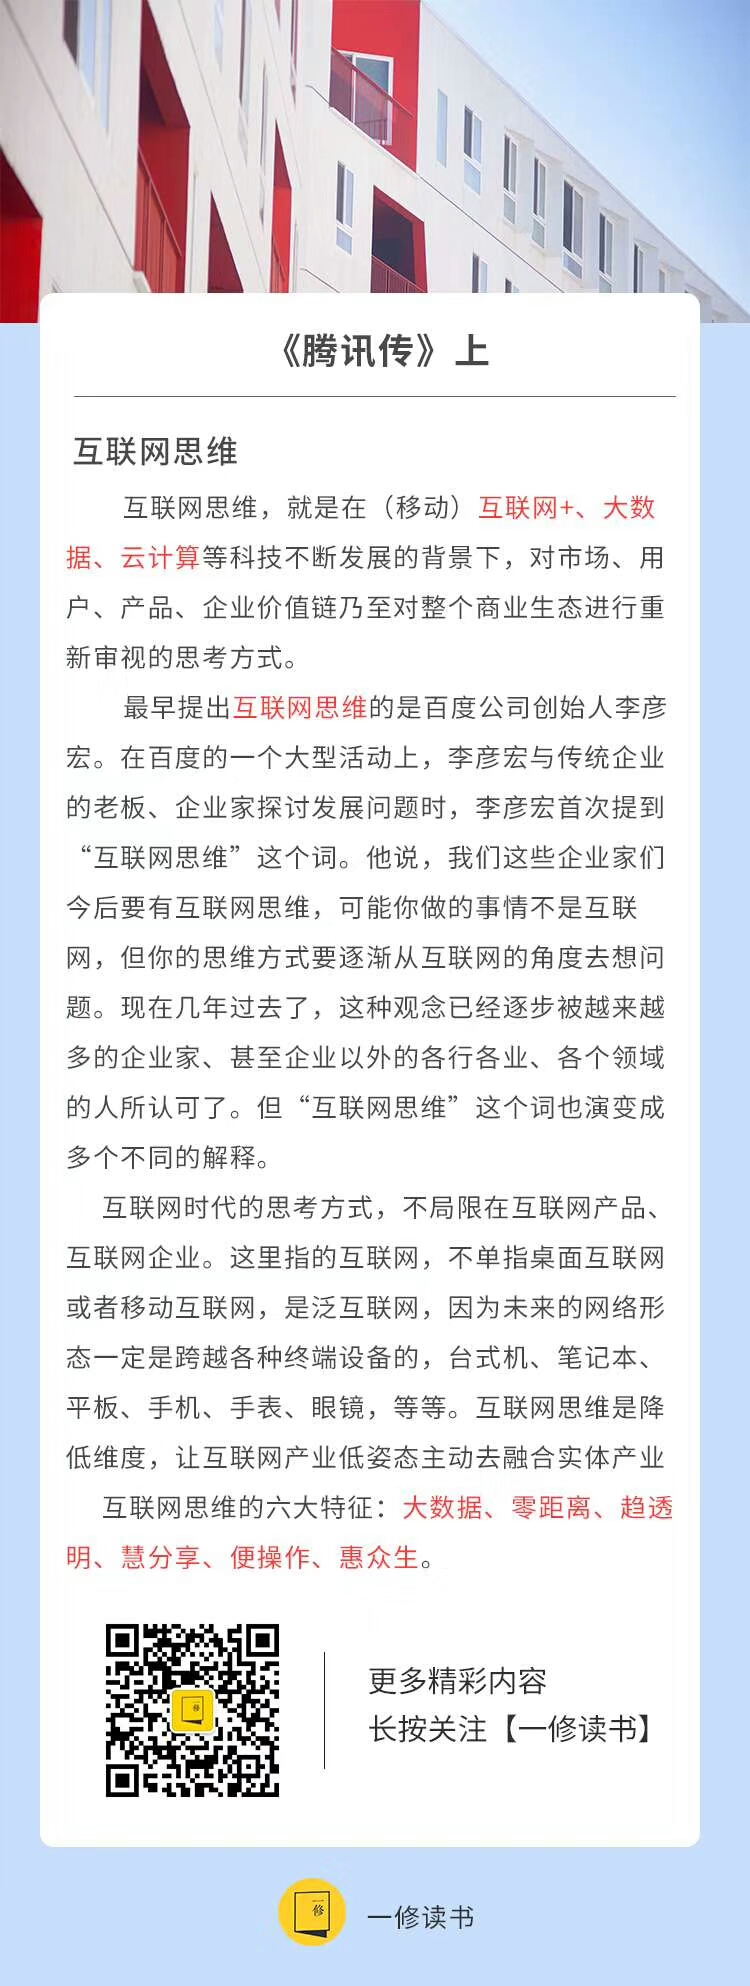 《腾讯传》上
互联网思维
互联网思维，就是在（移动）互联网+、大数
据、云计算等科技不断发展的背景下，对市场、用
户、产品、企业价值链乃至对整个商业生态进行重
新审视的思考方式。
最早提出互联网思维的是百度公司创始人李彦
宏。在百度的一个大型活动上，李彦宏与传统企业
的老板、企业家探讨发展问题时，李彦宏首次提到
“互联网思维”这个词。他说，我们这些企业家们
今后要有互联网思维，可能你做的事情不是互联
网，但你的思维方式要逐渐从互联网的角度去想问
题。现在几年过去了，这种观念已经逐步被越来越
多的企业家、甚至企业以外的各行各业、各个领域
的人所认可了。但“互联网思维”这个词也演变成
多个不同的解释。
互联网时代的思考方式，不局限在互联网产品、
互联网企业。这里指的互联网，不单指桌面互联网
或者移动互联网，是泛互联网，因为未来的网络形
态一定是跨越各种终端设备的，台式机、笔记本、
平板、手机、手表、眼镜，等等。互联网思维是降
低维度，让互联网产业低姿态主动去融合实体产业
互联网思维的六大特征：大数据、零距离、趋透
明、慧分享、便操作、惠众生。
一修
更多精彩内容
长按关注【一修读书】
一修
一修读书